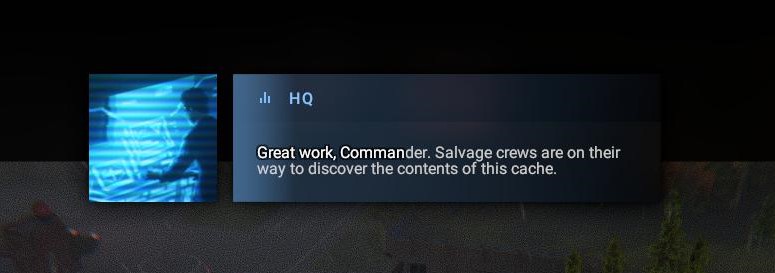 HQ
Great work, Commander. Salvage crews are on their
way to discover the contents of this cache.